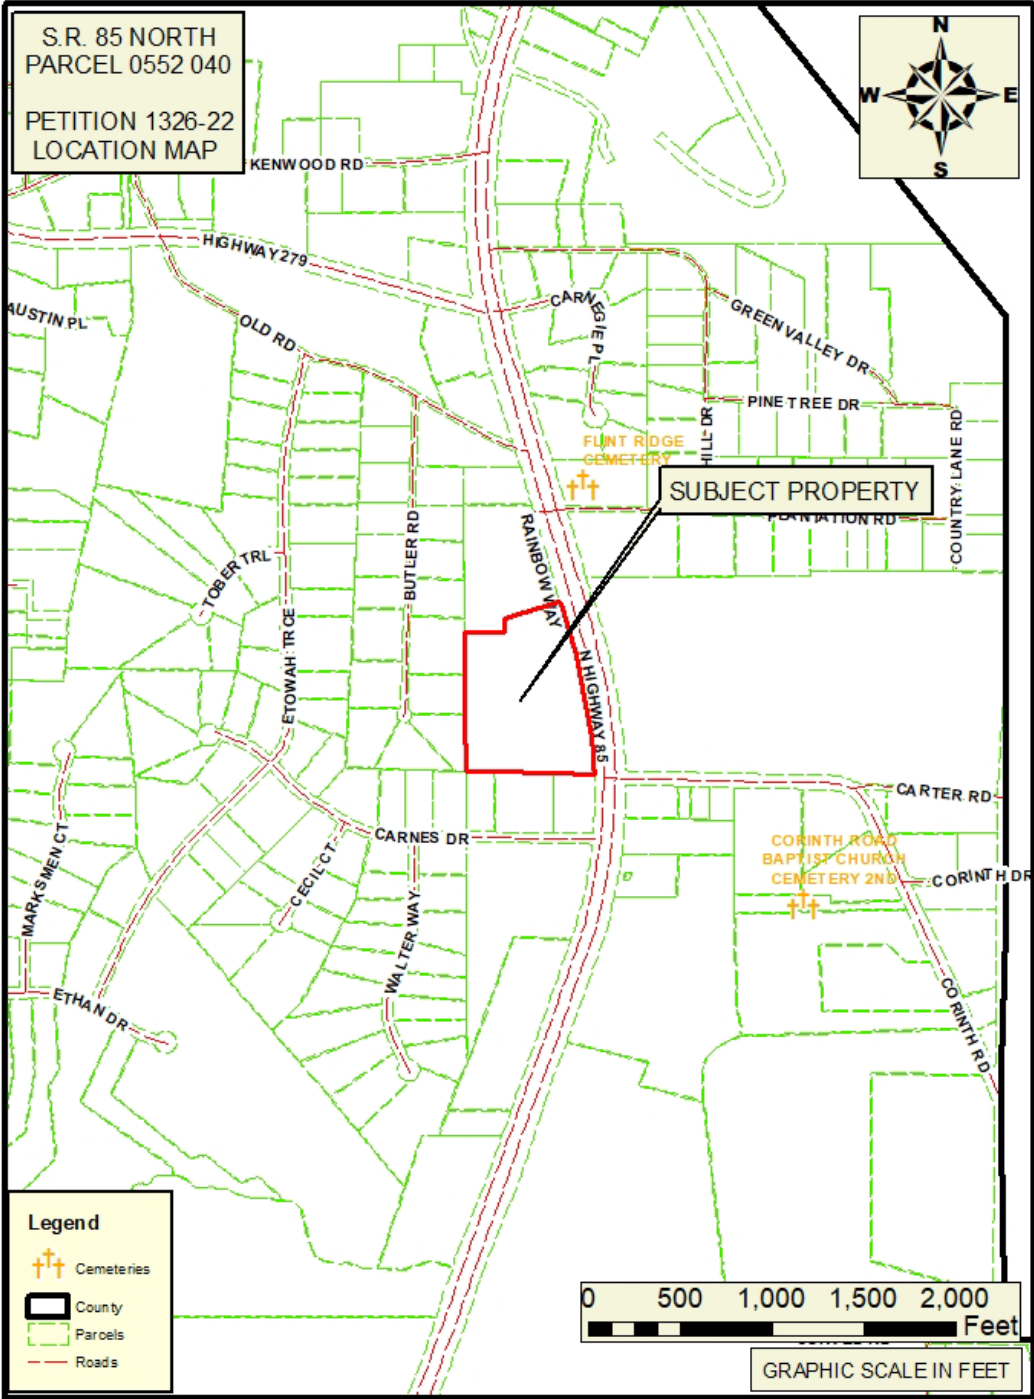 S.R. 85 NORTH
PARCEL 0552 040
PETITION 1326-22
LOCATION MAP
N
W
E
S
KENWOOD RD
HIGHWAY 279
AUSTIN PL
OLD RD
CARNEGIE PL
GREEN VALLEY DR
PINE TREE DR
HILL DR
COUNTRY LANE RD
FLINT RIDGE
CEMETERY
SUBJECT PROPERTY
PLANTATION RD
RAINBOW WAY
BUTLER RD
TOBER TRL
ETOWAH TRCE
N HIGHWAY 85
CARTER RD
CARNES DR
CECIL CT
MARKSMEN CT
WALTER WAY
ETHAN DR
CORINTH ROAD
BAPTIST CHURCH
CEMETERY 2ND
CORINTH DR
CORINTH RD
Legend
Cemeteries
County
Parcels
Roads
0 500 1,000 1,500 2,000
Feet
GRAPHIC SCALE IN FEET